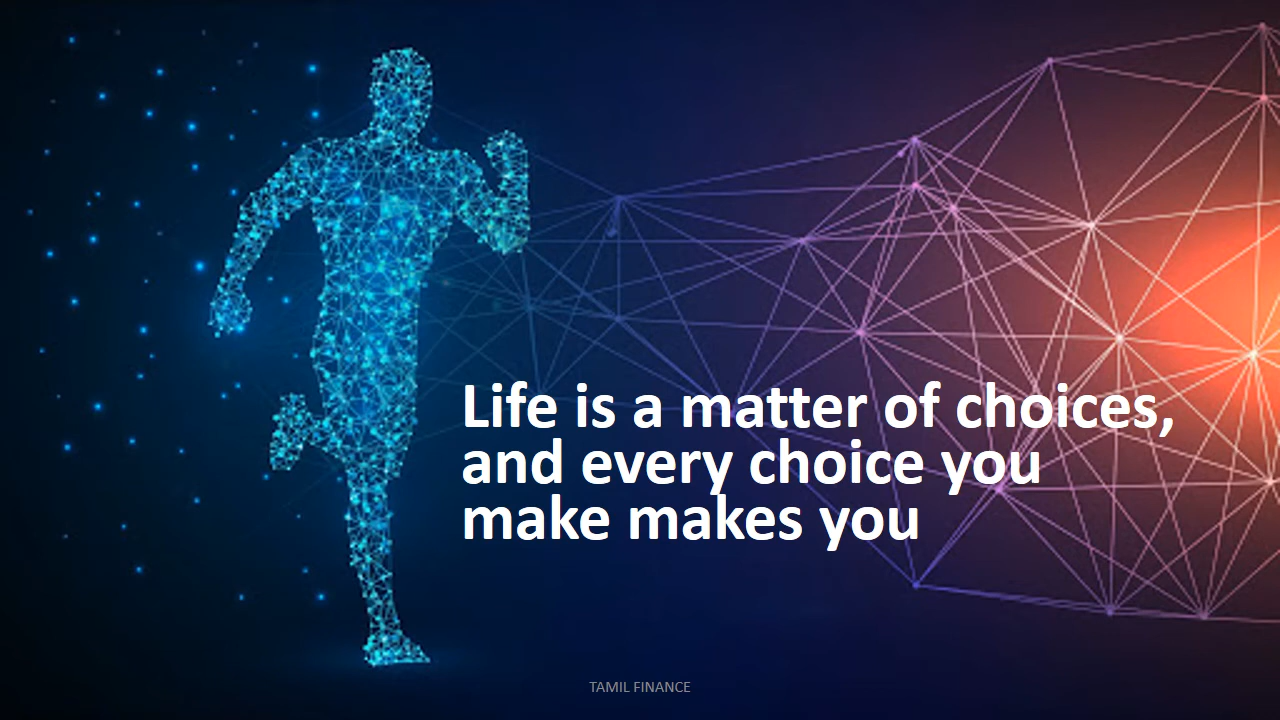 Life is a matter of choices,
and every choice you
make makes you
TAMIL FINANCE